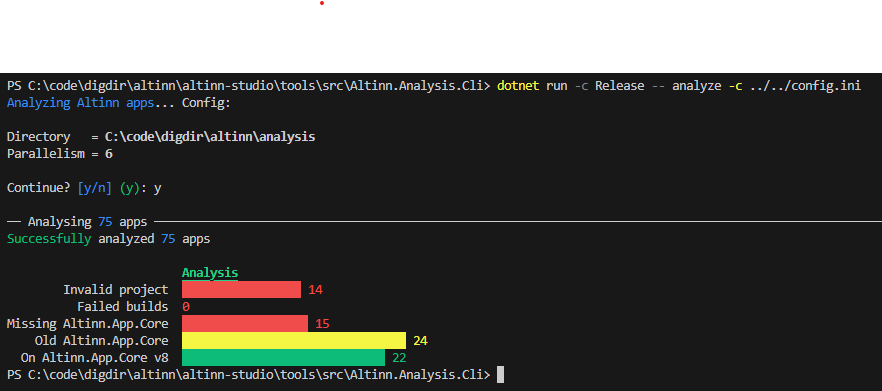 PS C:\code\digdir\altinn\altinn-studio\tools\src\Altinn.Analysis.Cli> dotnet run -c Release -- analyze -c ../../config.ini
Analyzing Altinn apps... Config:
Directory   = C:\code\digdir\altinn\analysis
Parallelism = 6
Continue? [y/n] (y): y
Analysing 75 apps
Successfully analyzed 75 apps
Analysis
Invalid project 14
Failed builds 0
Missing Altinn.App.Core 15
Old Altinn.App.Core 24
On Altinn.App.Core v8 22
PS C:\code\digdir\altinn\altinn-studio\tools\src\Altinn.Analysis.Cli>